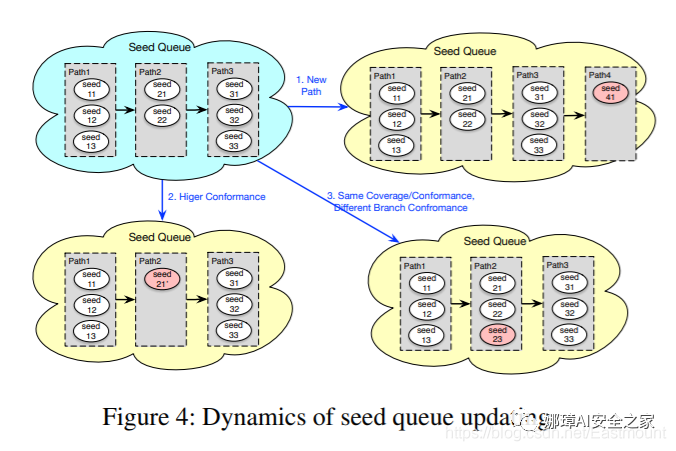 Seed Queue
Path1
seed
11
seed
12
seed
13
Path2
seed
21
seed
22
Path3
seed
31
seed
32
seed
33
1. New
Path
Seed Queue
Path1
seed
11
seed
12
seed
13
Path2
seed
21
seed
22
Path3
seed
31
seed
32
seed
33
Path4
seed
41
2. Higer Conformance
3. Same Coverage/Conformance,
Different Branch Confromance
Seed Queue
Path1
seed
11
seed
12
seed
13
Path2
seed
21'
Path3
seed
31
seed
32
seed
33
Seed Queue
Path1
seed
11
seed
12
seed
13
Path2
seed
21
seed
22
seed
23
Path3
seed
31
seed
32
seed
33
Figure 4: Dynamics of seed queue updating
娜璋AI安全之家
https://blog.csdn.net/Eastmount